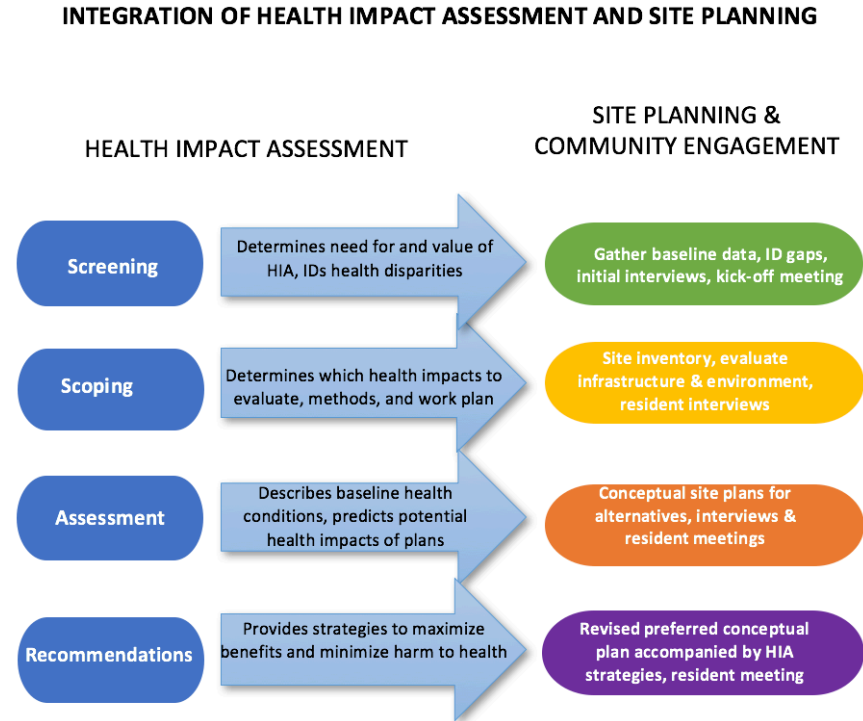 INTEGRATION OF HEALTH IMPACT ASSESSMENT AND SITE PLANNING
HEALTH IMPACT ASSESSMENT
SITE PLANNING &
COMMUNITY ENGAGEMENT
Screening
Determines need for and value of
HIA, IDs health disparities
Gather baseline data, ID gaps,
initial interviews, kick-off meeting
Scoping
Determines which health impacts to
evaluate, methods, and work plan
Site inventory, evaluate
infrastructure & environment,
resident interviews
Assessment
Describes baseline health
conditions, predicts potential
health impacts of plans
Conceptual site plans for
alternatives, interviews &
resident meetings
Recommendations
Provides strategies to maximize
benefits and minimize harm to health
Revised preferred conceptual
plan accompanied by HIA
strategies, resident meeting